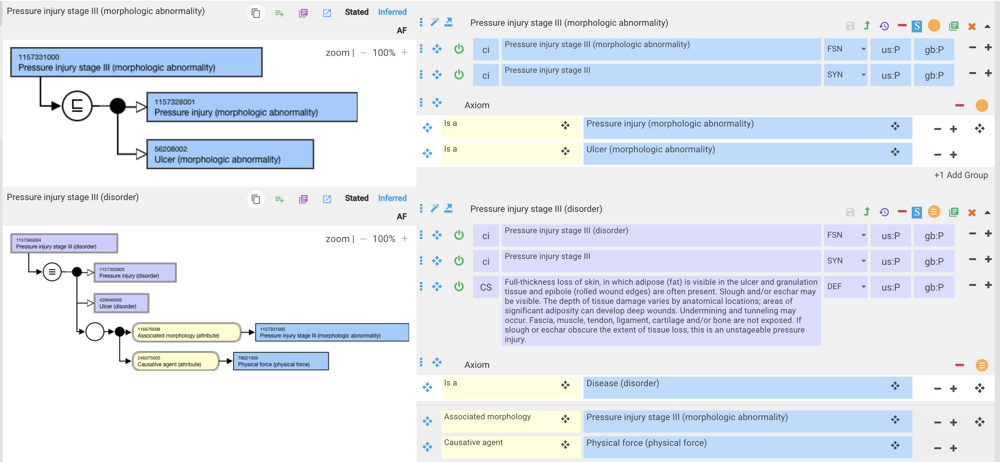 Pressure injury stage III (morphologic abnormality)
Stated Inferred
AF
zoom | − 100% +
1157331000
Pressure injury stage III (morphologic abnormality)
⊑
1157328001
Pressure injury (morphologic abnormality)
56208002
Ulcer (morphologic abnormality)
Pressure injury stage III (morphologic abnormality)
S
ci Pressure injury stage III (morphologic abnormality) FSN us:P gb:P
ci Pressure injury stage III SYN us:P gb:P
Axiom
Is a Pressure injury (morphologic abnormality)
Is a Ulcer (morphologic abnormality)
+1 Add Group
Pressure injury stage III (disorder)
Stated Inferred
AF
zoom | − 100% +
1157365004
Pressure injury stage III (disorder)
≡
1157353003
Pressure injury (disorder)
429040005
Ulcer (disorder)
116676008
Associated morphology (attribute)
1157331000
Pressure injury stage III (morphologic abnormality)
246075003
Causative agent (attribute)
78621006
Physical force (physical force)
Pressure injury stage III (disorder)
S
ci Pressure injury stage III (disorder) FSN us:P gb:P
ci Pressure injury stage III SYN us:P gb:P
CS Full-thickness loss of skin, in which adipose (fat) is visible in the ulcer and granulation DEF us:P gb:P
tissue and epibole (rolled wound edges) are often present. Slough and/or eschar may
be visible. The depth of tissue damage varies by anatomical locations; areas of
significant adiposity can develop deep wounds. Undermining and tunneling may
occur. Fascia, muscle, tendon, ligament, cartilage and/or bone are not exposed. If
slough or eschar obscure the extent of tissue loss, this is an unstageable pressure
injury.
Axiom
Is a Disease (disorder)
Associated morphology Pressure injury stage III (morphologic abnormality)
Causative agent Physical force (physical force)